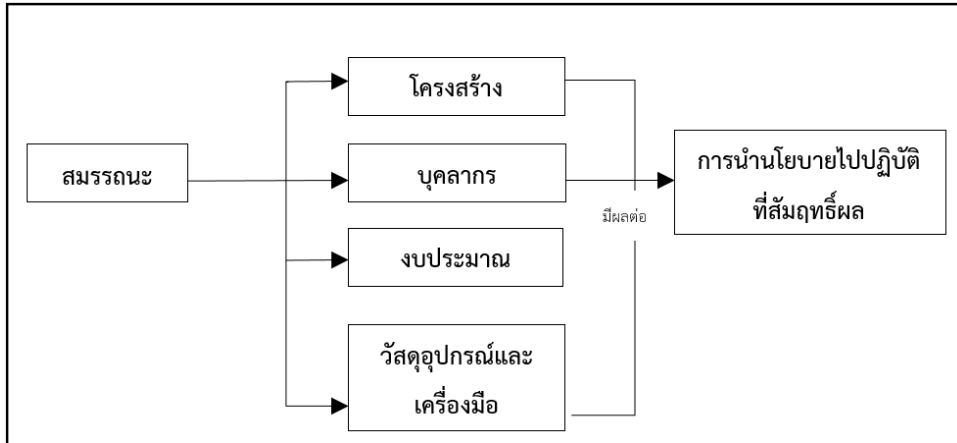 โครงสร้าง
สมรรถนะ
บุคลากร
การนำนโยบายไปปฏิบัติ
ที่สัมฤทธิ์ผล
มีผลต่อ
งบประมาณ
วัสดุอุปกรณ์และ
เครื่องมือ